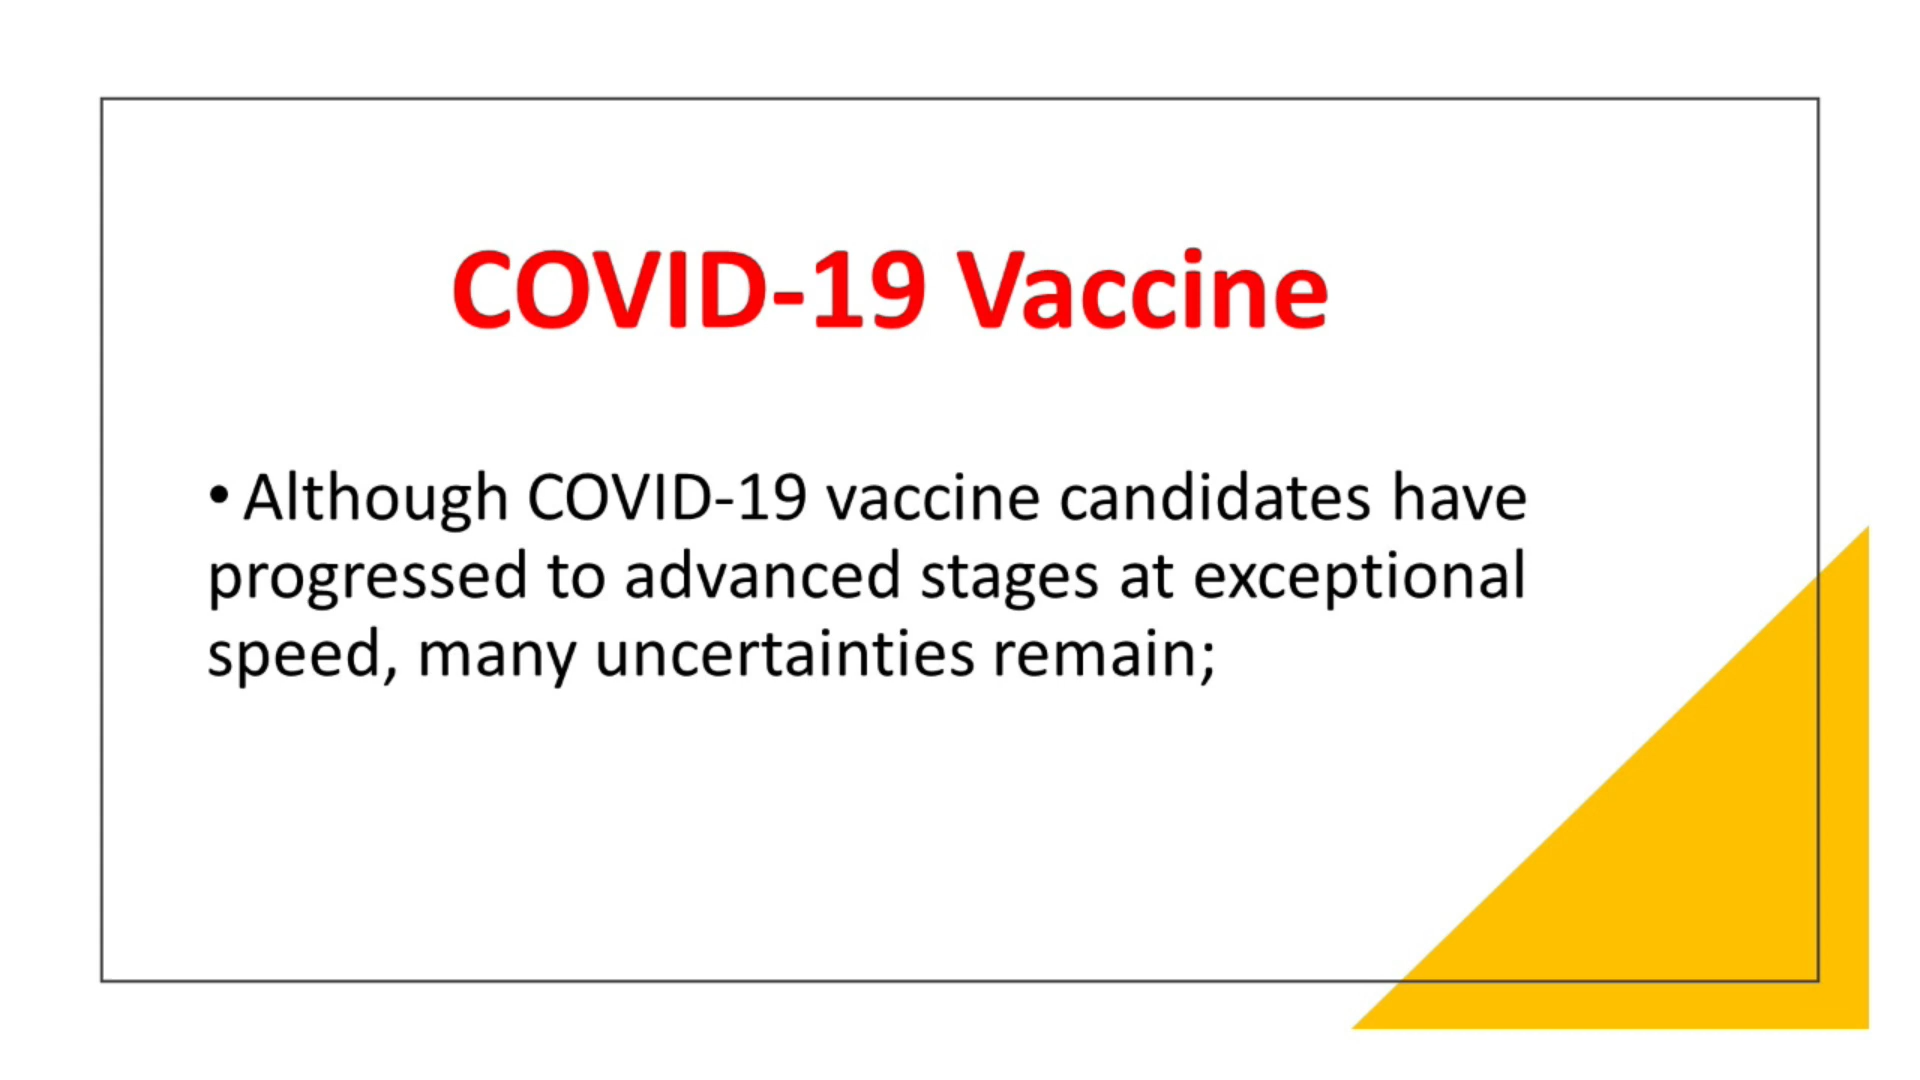 COVID-19 Vaccine
• Although COVID-19 vaccine candidates have
progressed to advanced stages at exceptional
speed, many uncertainties remain;